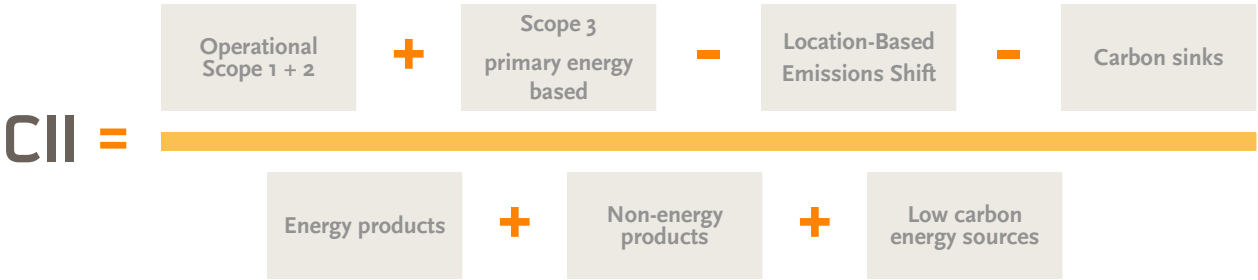 Operational
Scope 1 + 2
+
Scope 3
primary energy
based
-
Location-Based
Emissions Shift
-
Carbon sinks
CII =
Energy products
+
Non-energy
products
+
Low carbon
energy sources